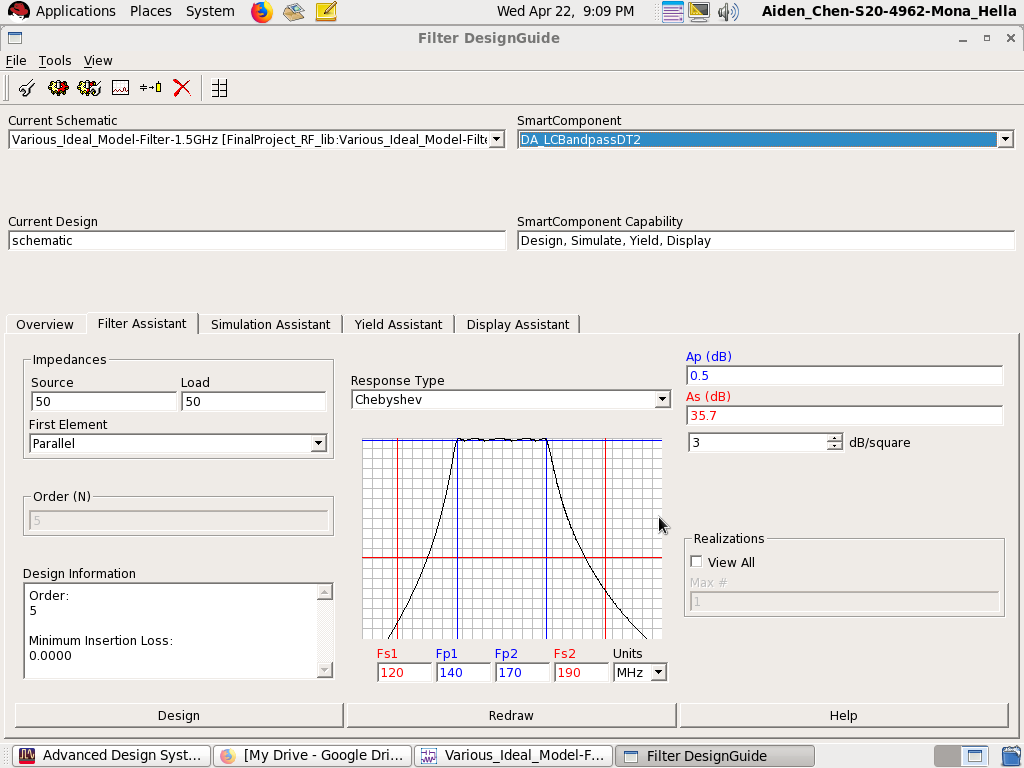 Applications Places System Wed Apr 22, 9:09 PM Aiden_Chen-S20-4962-Mona_Hella
Filter DesignGuide
File Tools View
Current Schematic SmartComponent
Various_Ideal_Model-Filter-1.5GHz [FinalProject_RF_lib:Various_Ideal_Model-Filte DA_LCBandpassDT2
Current Design SmartComponent Capability
schematic Design, Simulate, Yield, Display
Overview Filter Assistant Simulation Assistant Yield Assistant Display Assistant
Impedances
Source Load
50 50
First Element
Parallel
Order (N)
5
Design Information
Order:
5
Minimum Insertion Loss:
0.0000
Response Type
Chebyshev
Fs1 Fp1 Fp2 Fs2 Units
120 140 170 190 MHz
Ap (dB)
0.5
As (dB)
35.7
3 dB/square
Realizations
View All
Max #
1
Design Redraw Help
Advanced Design Syst... [My Drive - Google Dri... Various_Ideal_Model-F... Filter DesignGuide